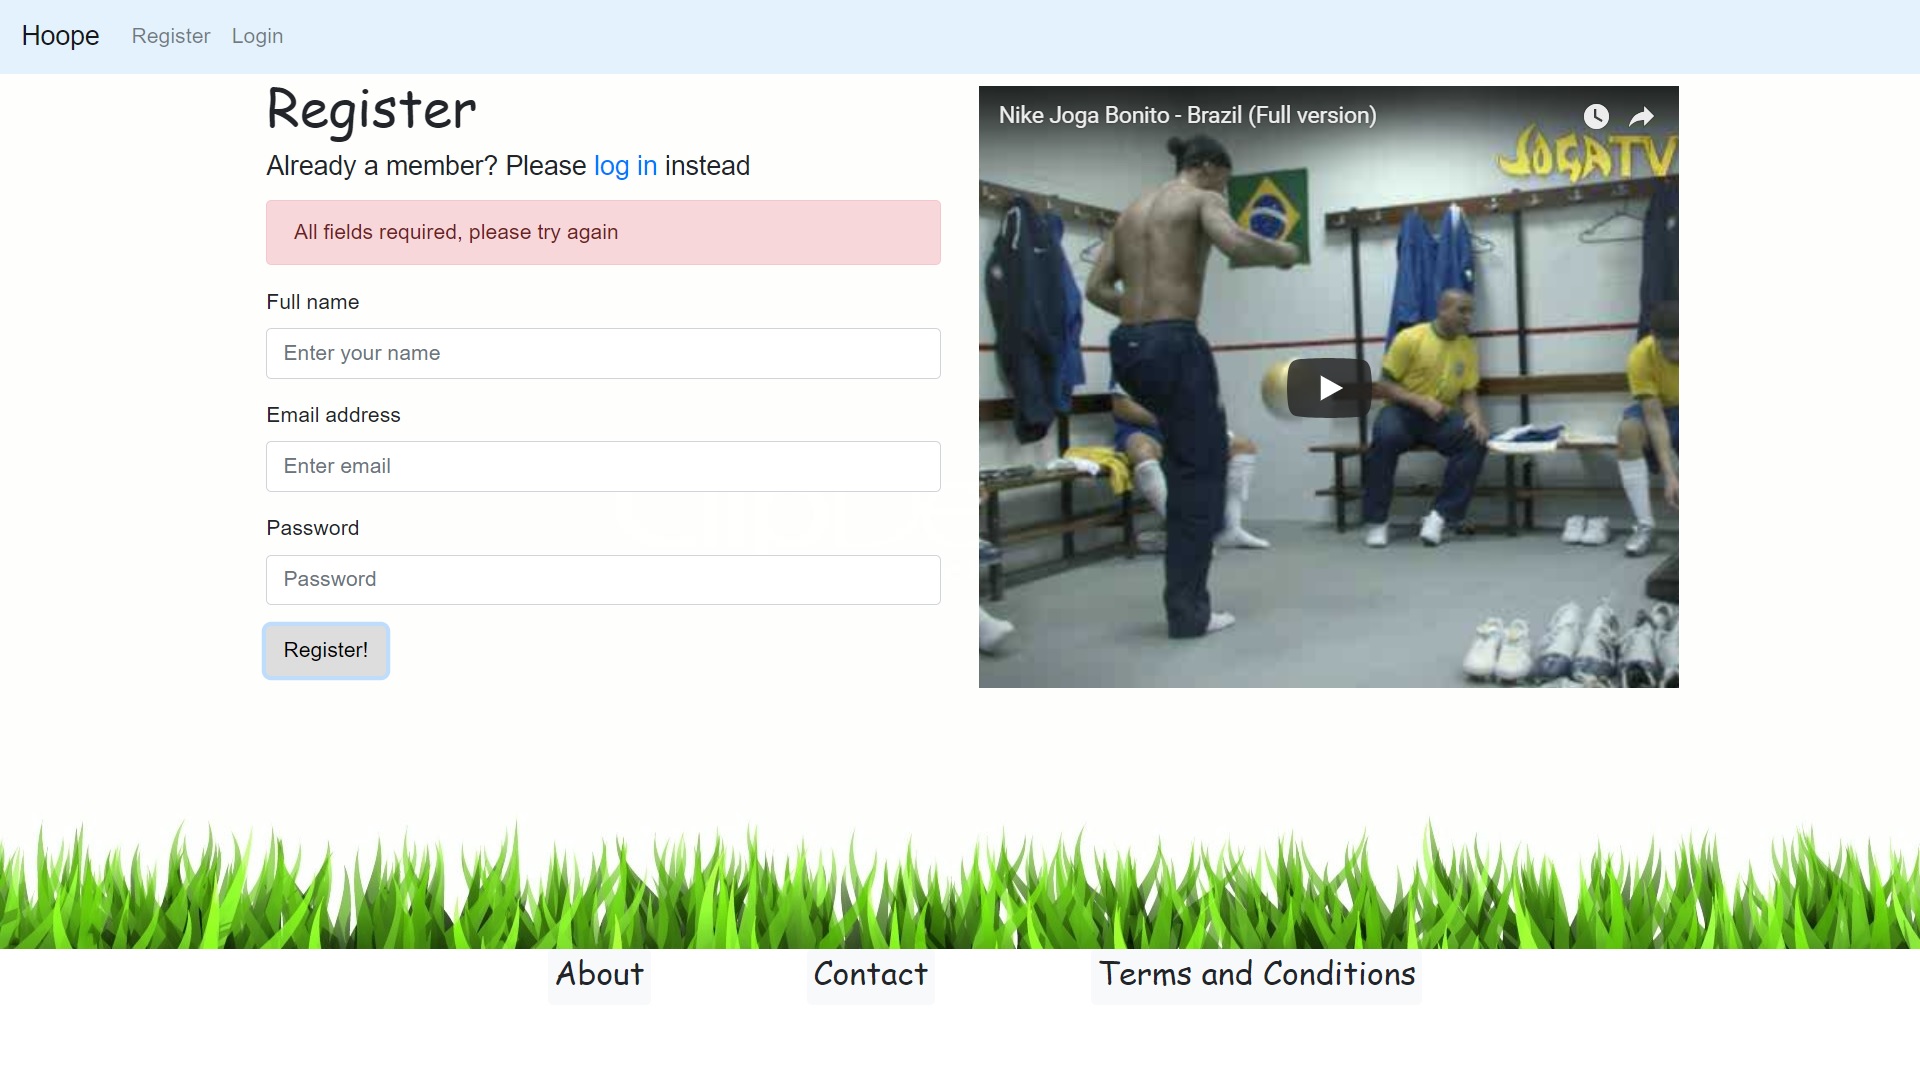 Hoope Register Login
Register
Already a member? Please log in instead
All fields required, please try again
Full name
Enter your name
Email address
Enter email
Password
Password
Register!
Nike Joga Bonito - Brazil (Full version)
JOGATV
About Contact Terms and Conditions